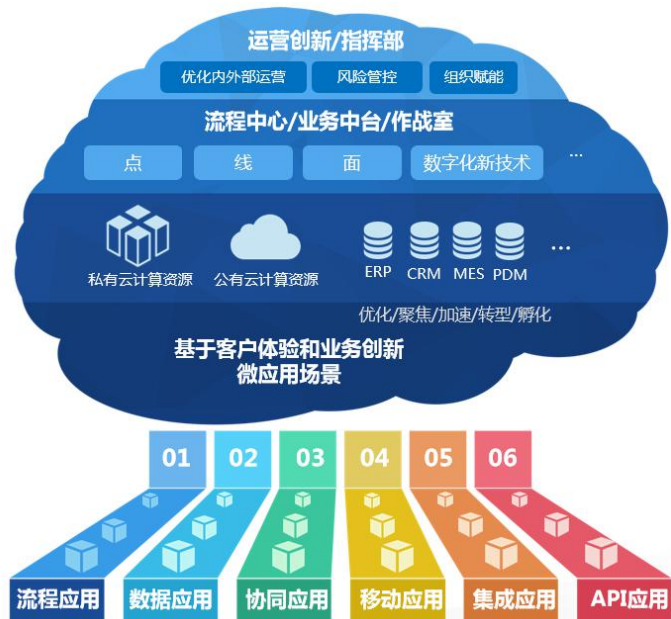 运营创新/指挥部
优化内外部运营 风险管控 组织赋能
流程中心/业务中台/作战室
点 线 面 数字化新技术 ...
私有云计算资源 公有云计算资源 ERP CRM MES PDM ...
优化/聚焦/加速/转型/孵化
基于客户体验和业务创新
微应用场景
01 02 03 04 05 06
流程应用 数据应用 协同应用 移动应用 集成应用 API应用